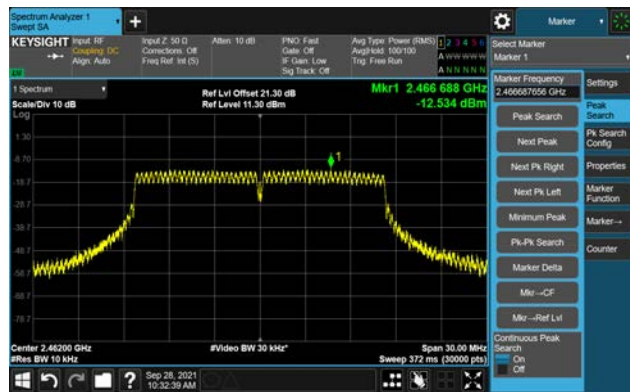 Spectrum Analyzer 1
Swept SA
Marker
KEYSIGHT
Input: RF
Coupling: DC
Align: Auto
Input Z: 50 Ω
Corrections: Off
Freq Ref: Int (S)
Atten: 10 dB
PNO: Fast
Gate: Off
IF Gain: Low
Sig Track: Off
Avg Type: Power (RMS)
Avg|Hold: 100/100
Trig: Free Run
1 2 3 4 5 6
A W W W W W
A N N N N N
Select Marker
Marker 1
1 Spectrum
Scale/Div 10 dB
Log
Ref Lvl Offset 21.30 dB
Ref Level 11.30 dBm
Mkr1 2.466 688 GHz
-12.534 dBm
1.30
-8.70
-18.7
-28.7
-38.7
-48.7
-58.7
-68.7
-78.7
1
Center 2.46200 GHz
#Res BW 10 kHz
#Video BW 30 kHz*
Span 30.00 MHz
Sweep 372 ms (30000 pts)
Marker Frequency
2.466687656 GHz
Peak Search
Next Peak
Next Pk Right
Next Pk Left
Minimum Peak
Pk-Pk Search
Marker Delta
Mkr→CF
Mkr→Ref Lvl
Continuous Peak
Search
On
Off
Settings
Peak
Search
Pk Search
Config
Properties
Marker
Function
Marker→
Counter
Sep 28, 2021
10:32:39 AM